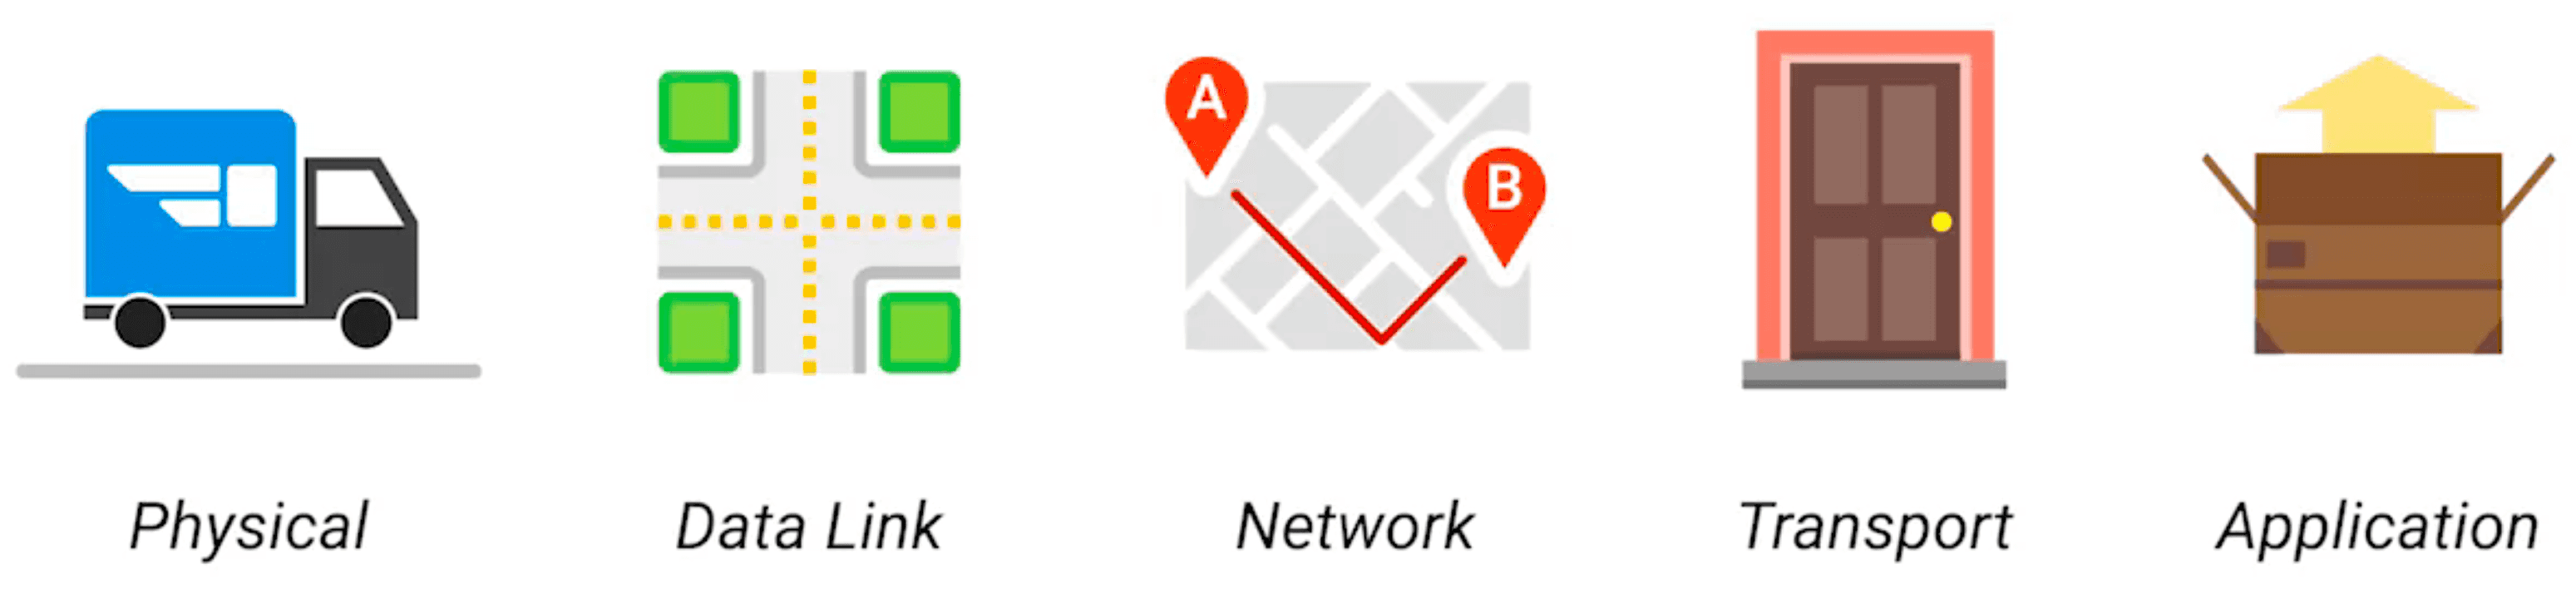 A
B
Physical
Data Link
Network
Transport
Application